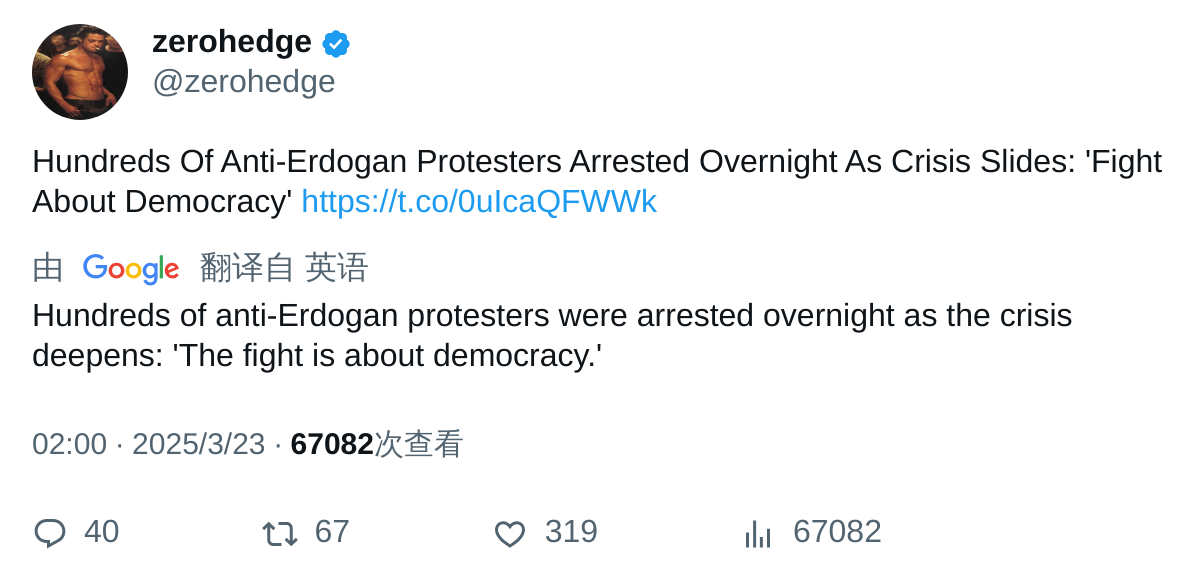 zerohedge
@zerohedge
Hundreds Of Anti-Erdogan Protesters Arrested Overnight As Crisis Slides: 'Fight
About Democracy' https://t.co/0uIcaQFWWk
由 Google 翻译自 英语
Hundreds of anti-Erdogan protesters were arrested overnight as the crisis
deepens: 'The fight is about democracy.'
02:00 · 2025/3/23 · 67082次查看
40 67 319 67082